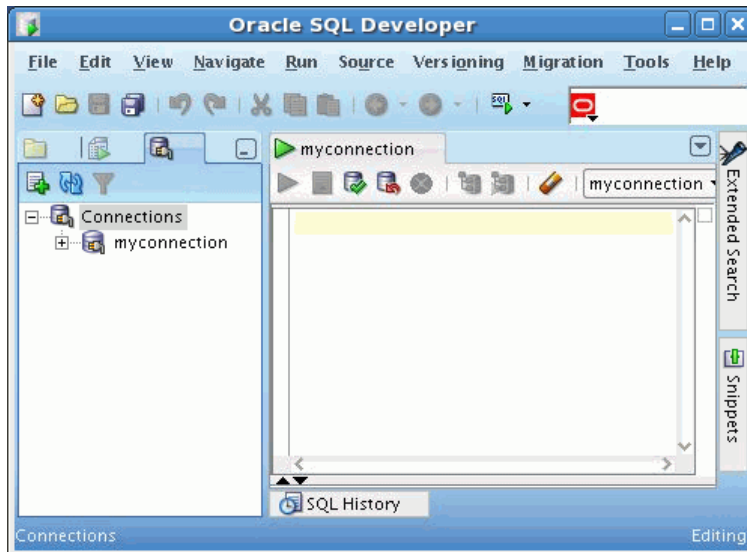 Oracle SQL Developer
File Edit View Navigate Run Source Versioning Migration Tools Help
SQL
myconnection
myconnection
Connections
myconnection
Extended Search
Snippets
SQL History
Connections
Editing